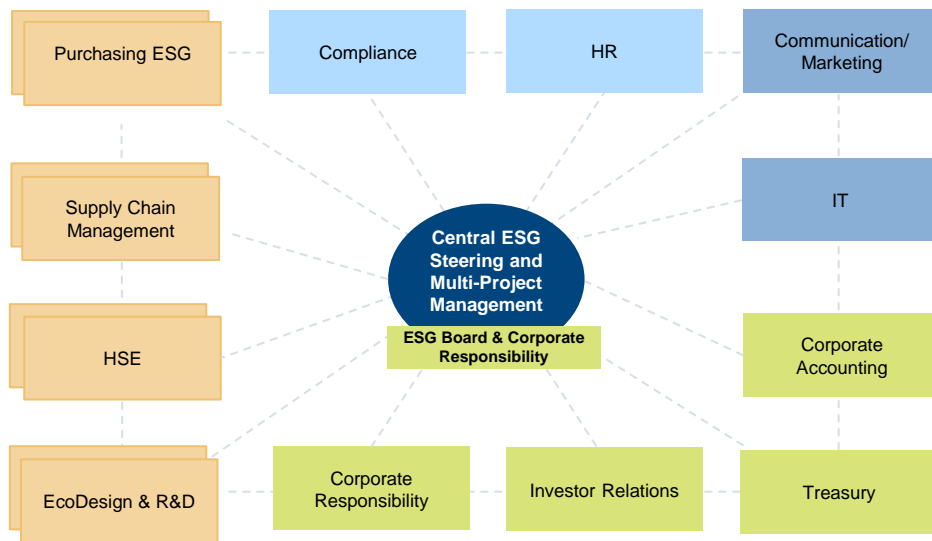 Purchasing ESG
Compliance
HR
Communication/
Marketing
Supply Chain
Management
IT
Central ESG
Steering and
Multi-Project
Management
ESG Board & Corporate
Responsibility
HSE
Corporate
Accounting
EcoDesign & R&D
Corporate
Responsibility
Investor Relations
Treasury